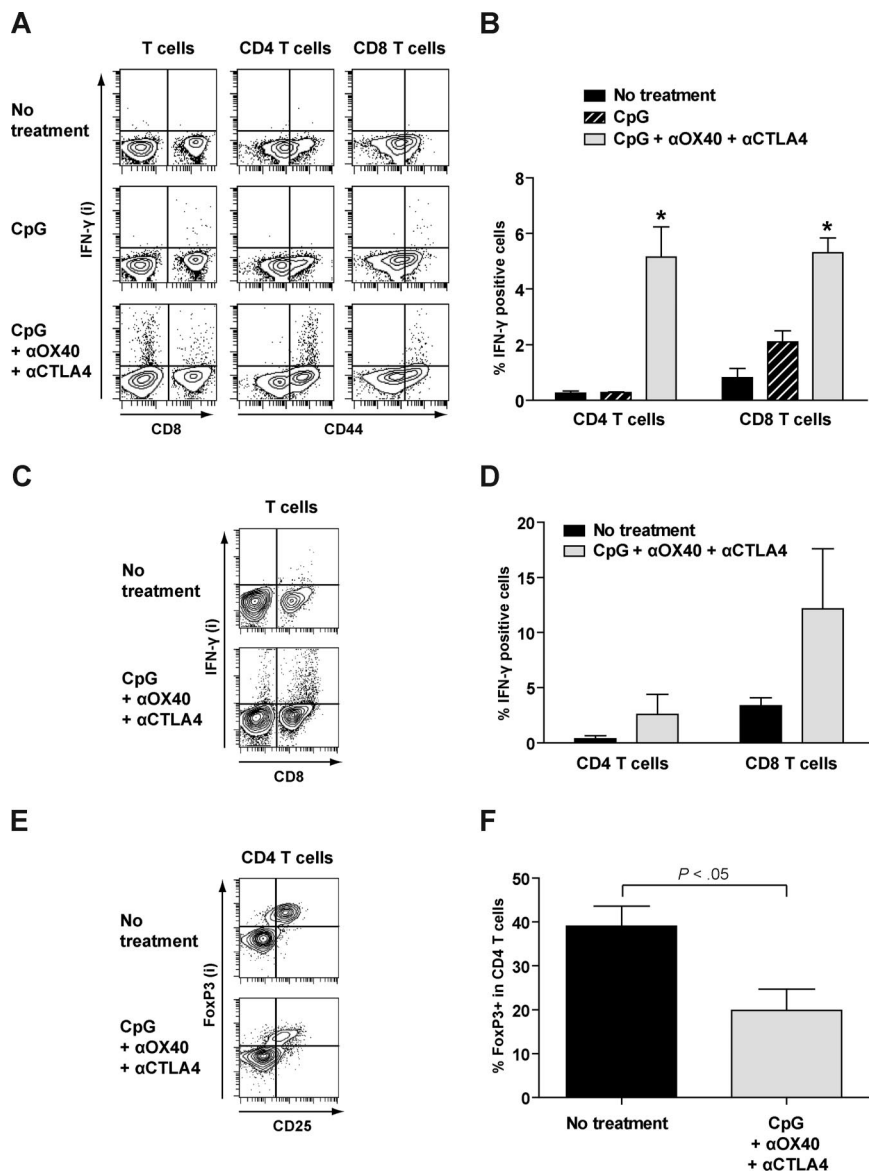 A
T cells
CD4 T cells
CD8 T cells
No
treatment
CpG
CpG
+ αOX40
+ αCTLA4
IFN-γ (i)
CD8
CD44
B
No treatment
CpG
CpG + αOX40 + αCTLA4
% IFN-γ positive cells
8
6
4
2
0
*
*
CD4 T cells
CD8 T cells
C
T cells
No
treatment
CpG
+ αOX40
+ αCTLA4
IFN-γ (i)
CD8
D
No treatment
CpG + αOX40 + αCTLA4
% IFN-γ positive cells
20
15
10
5
0
CD4 T cells
CD8 T cells
E
CD4 T cells
No
treatment
CpG
+ αOX40
+ αCTLA4
FoxP3 (i)
CD25
F
P < .05
% FoxP3+ in CD4 T cells
50
40
30
20
10
0
No treatment
CpG
+ αOX40
+ αCTLA4